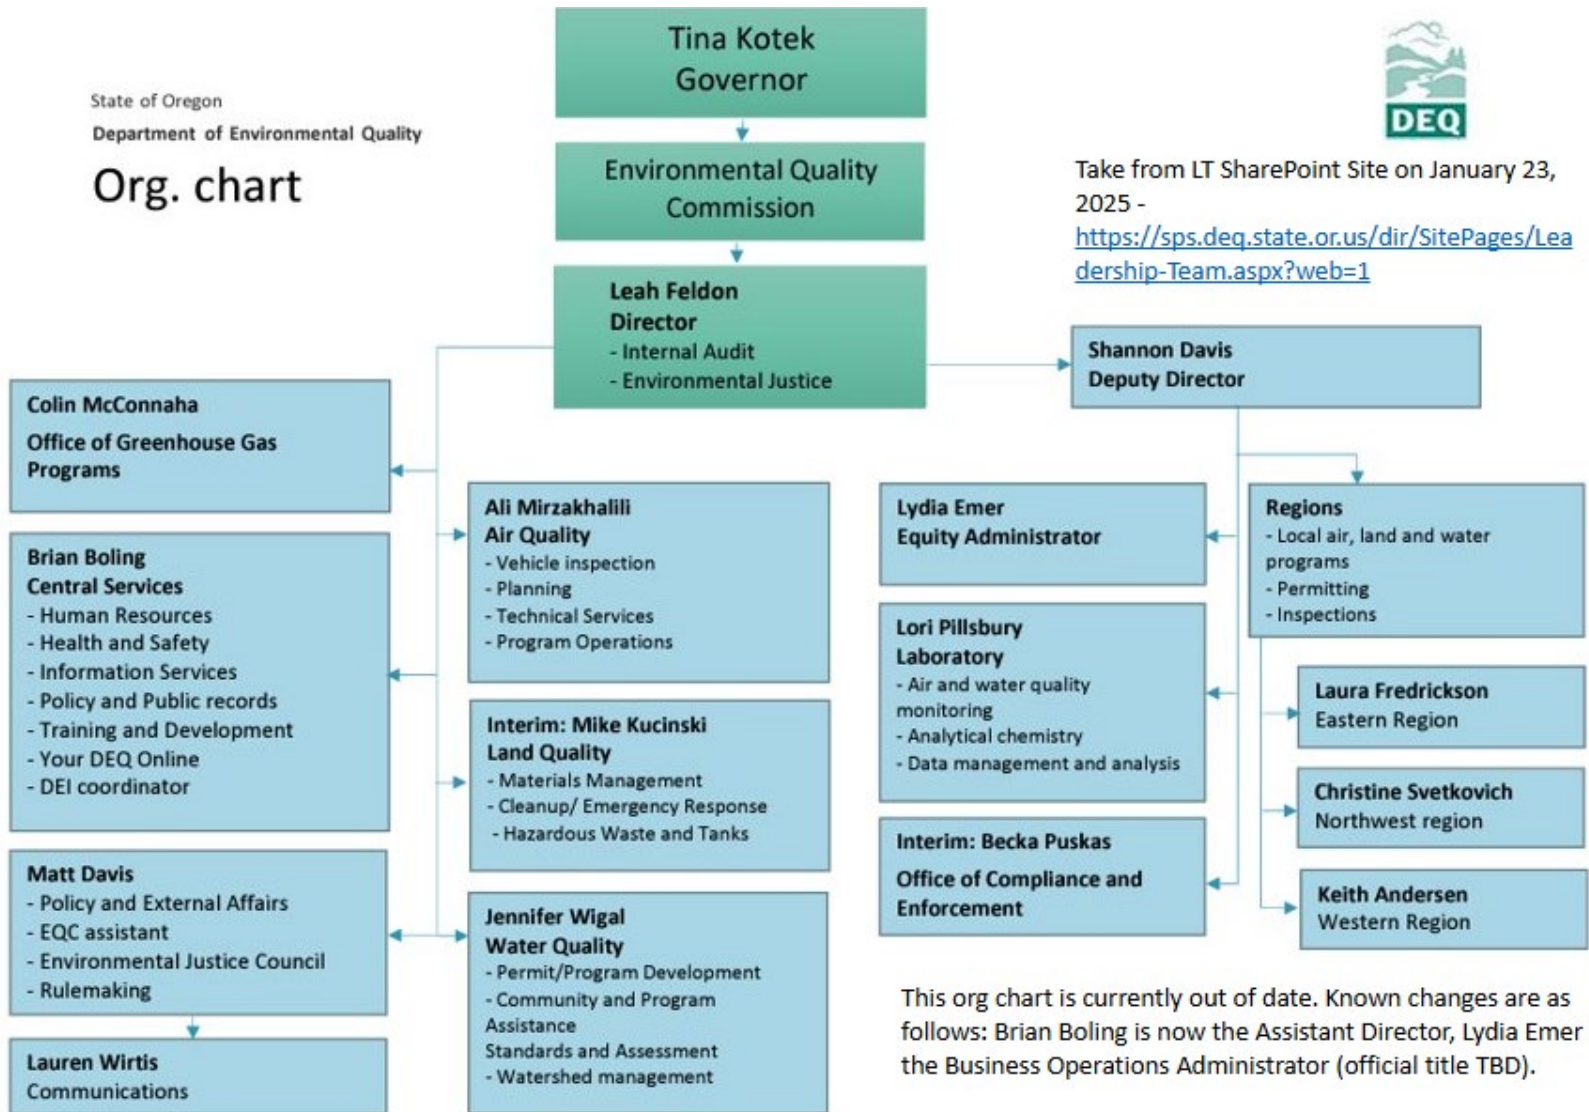 State of Oregon
Department of Environmental Quality
Org. chart
Tina Kotek
Governor
Environmental Quality
Commission
Leah Feldon
Director
- Internal Audit
- Environmental Justice
DEQ
Take from LT SharePoint Site on January 23,
2025 -
https://sps.deq.state.or.us/dir/SitePages/Lea
dership-Team.aspx?web=1
Shannon Davis
Deputy Director
Colin McConnaha
Office of Greenhouse Gas
Programs
Brian Boling
Central Services
- Human Resources
- Health and Safety
- Information Services
- Policy and Public records
- Training and Development
- Your DEQ Online
- DEI coordinator
Matt Davis
- Policy and External Affairs
- EQC assistant
- Environmental Justice Council
- Rulemaking
Lauren Wirtis
Communications
Ali Mirzakhalili
Air Quality
- Vehicle inspection
- Planning
- Technical Services
- Program Operations
Interim: Mike Kucinski
Land Quality
- Materials Management
- Cleanup/ Emergency Response
- Hazardous Waste and Tanks
Jennifer Wigal
Water Quality
- Permit/Program Development
- Community and Program
Assistance
Standards and Assessment
- Watershed management
Lydia Emer
Equity Administrator
Lori Pillsbury
Laboratory
- Air and water quality
monitoring
- Analytical chemistry
- Data management and analysis
Interim: Becka Puskas
Office of Compliance and
Enforcement
Regions
- Local air, land and water
programs
- Permitting
- Inspections
Laura Fredrickson
Eastern Region
Christine Svetkovich
Northwest region
Keith Andersen
Western Region
This org chart is currently out of date. Known changes are as
follows: Brian Boling is now the Assistant Director, Lydia Emer
the Business Operations Administrator (official title TBD).